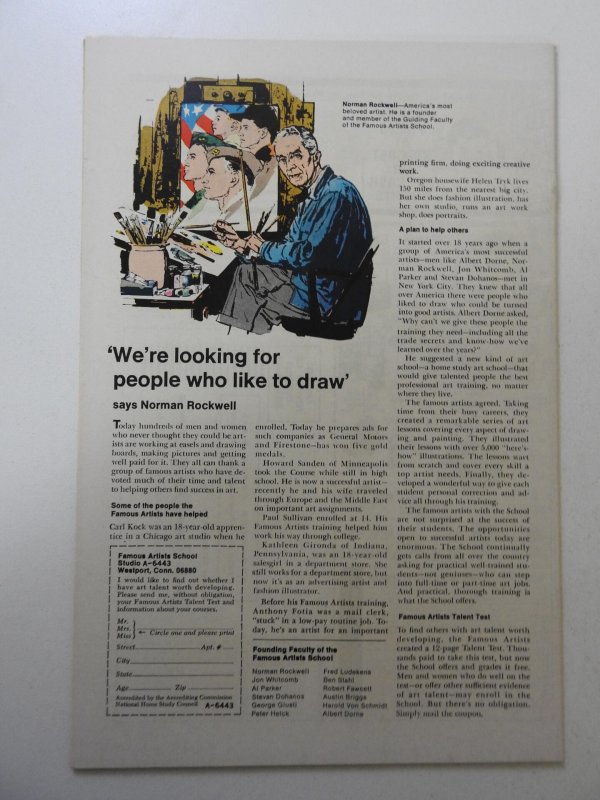 Norman Rockwell—America's most
beloved artist. He is a founder
and member of the Guiding Faculty
of the Famous Artists School.
'We're looking for
people who like to draw'
says Norman Rockwell
Today hundreds of men and women
who never thought they could be art-
ists are working at easels and drawing
boards, making pictures and getting
well paid for it. They all can thank a
group of famous artists who have de-
voted much of their time and talent
to helping others find success in art.
Some of the people the
Famous Artists have helped
Carl Kock was an 18-year-old appren-
tice in a Chicago art studio when he
enrolled. Today he prepares ads for
such companies as General Motors
and Firestone—has won five gold
medals.
Howard Sanden of Minneapolis
took the Course while still in high
school. He is now a successful artist—
recently he and his wife traveled
through Europe and the Middle East
on important assignments.
Paul Sullivan enrolled at 14. His
Famous Artists training helped him
work his way through college.
Kathleen Gironda of Indiana,
Pennsylvania, was an 18-year-old
salesgirl in a department store. She
still works for a department store, but
now it's as an advertising artist and
fashion illustrator.
Before his Famous Artists training,
Anthony Fotia was a mail clerk,
"stuck" in a low-pay routine job. To-
day, he's an artist for an important
printing firm, doing exciting creative
work.
Oregon housewife Helen Tryk lives
150 miles from the nearest big city.
But she does fashion illustration, has
her own studio, runs an art work
shop, does portraits.
A plan to help others
It started over 18 years ago when a
group of America's most successful
artists—men like Albert Dorne, Nor-
man Rockwell, Jon Whitcomb, Al
Parker and Stevan Dohanos—met in
New York City. They knew that all
over America there were people who
liked to draw who could be turned
into good artists. Albert Dorne asked,
"Why can't we give these people the
training they need—including all the
trade secrets and know-how we've
learned over the years?"
He suggested a new kind of art
school—a home study art school—that
would give talented people the best
professional art training, no matter
where they live.
The famous artists agreed. Taking
time from their busy careers, they
created a remarkable series of art
lessons covering every aspect of draw-
ing and painting. They illustrated
their lessons with over 5,000 "here's-
how" illustrations. The lessons start
from scratch and cover every skill a
top artist needs. Finally, they de-
veloped a wonderful way to give each
student personal correction and ad-
vice all through his training.
The famous artists with the School
are not surprised at the success of
their students. The opportunities
open to successful artists today are
enormous. The School continually
gets calls from all over the country
asking for practical well-trained stu-
dents—not geniuses—who can step
into full-time or part-time art jobs.
And practical, thorough training is
what the School offers.
Famous Artists Talent Test
To find others with art talent worth
developing, the Famous Artists
created a 12-page Talent Test. Thou-
sands paid to take this test, but now
the School offers and grades it free.
Men and women who do well on the
test—or offer other sufficient evidence
of art talent—may enroll in the
School. But there's no obligation.
Simply mail the coupon.
Famous Artists School
Studio A-6443
Westport, Conn. 06880
I would like to find out whether I
have art talent worth developing.
Please send me, without obligation,
your Famous Artists Talent Test and
information about your courses.
Mr.
Mrs. Circle one and please print
Miss
Street Apt. #
City
State
Age Zip
Accredited by the Accrediting Commission
National Home Study Council A-6443
Founding Faculty of the
Famous Artists School
Norman Rockwell
Jon Whitcomb
Al Parker
Stevan Dohanos
George Giusti
Peter Helck
Fred Ludekens
Ben Stahl
Robert Fawcett
Austin Briggs
Harold Von Schmidt
Albert Dorne